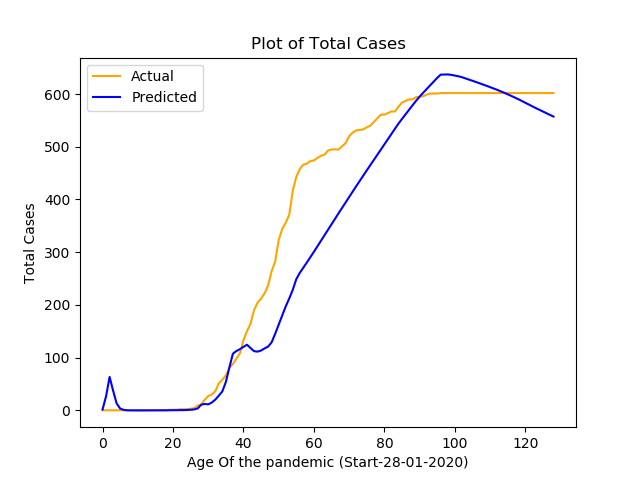 Plot of Total Cases
Actual
Predicted
Total Cases
600
500
400
300
200
100
0
0 20 40 60 80 100 120
Age Of the pandemic (Start-28-01-2020)